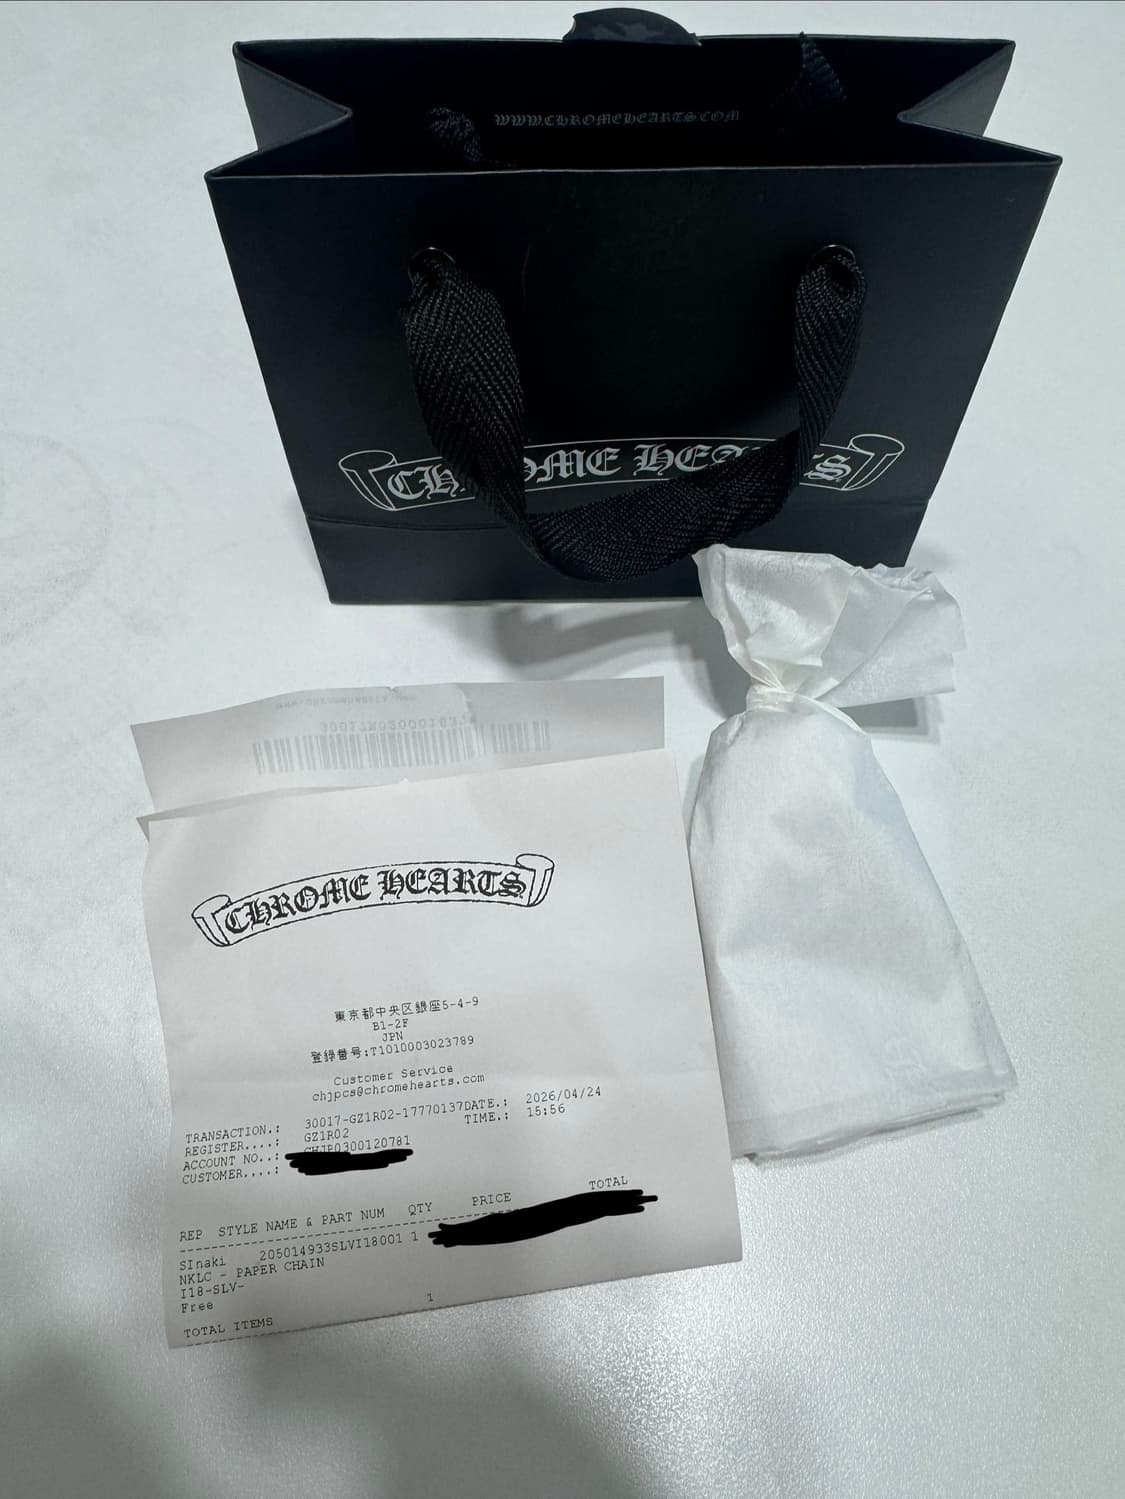 WWW.CHROMEHEARTS.COM
CHROME HEARTS
CHROME HEARTS
東京都中央区銀座5-4-9
B1-2F
JPN
登録番号:T1010003023789
Customer Service
chjpcs@chromehearts.com
TRANSACTION.: 30017-GZ1R02-17770137DATE.: 2026/04/24
REGISTER....: GZ1R02 TIME.: 15:56
ACCOUNT NO..: CHJP0300120781
CUSTOMER....:
REP STYLE NAME & PART NUM QTY PRICE TOTAL
SInaki 205014933SLVI18001 1
NKLC - PAPER CHAIN
I18-SLV-
Free
TOTAL ITEMS 1